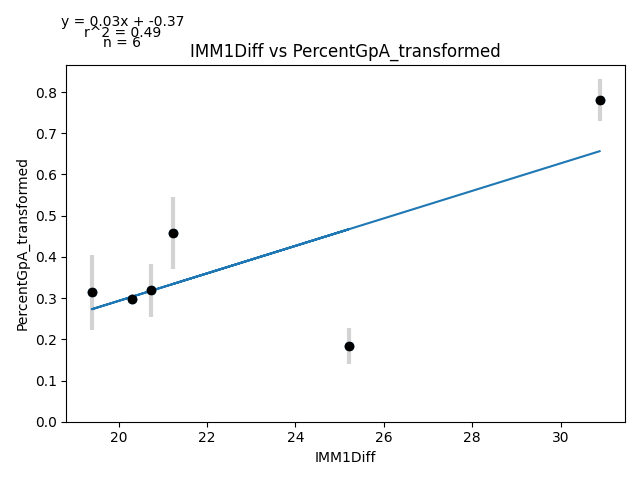 y = 0.03x + -0.37
r^2 = 0.49
n = 6
IMM1Diff vs PercentGpA_transformed
PercentGpA_transformed
0.8
0.7
0.6
0.5
0.4
0.3
0.2
0.1
0.0
20 22 24 26 28 30
IMM1Diff